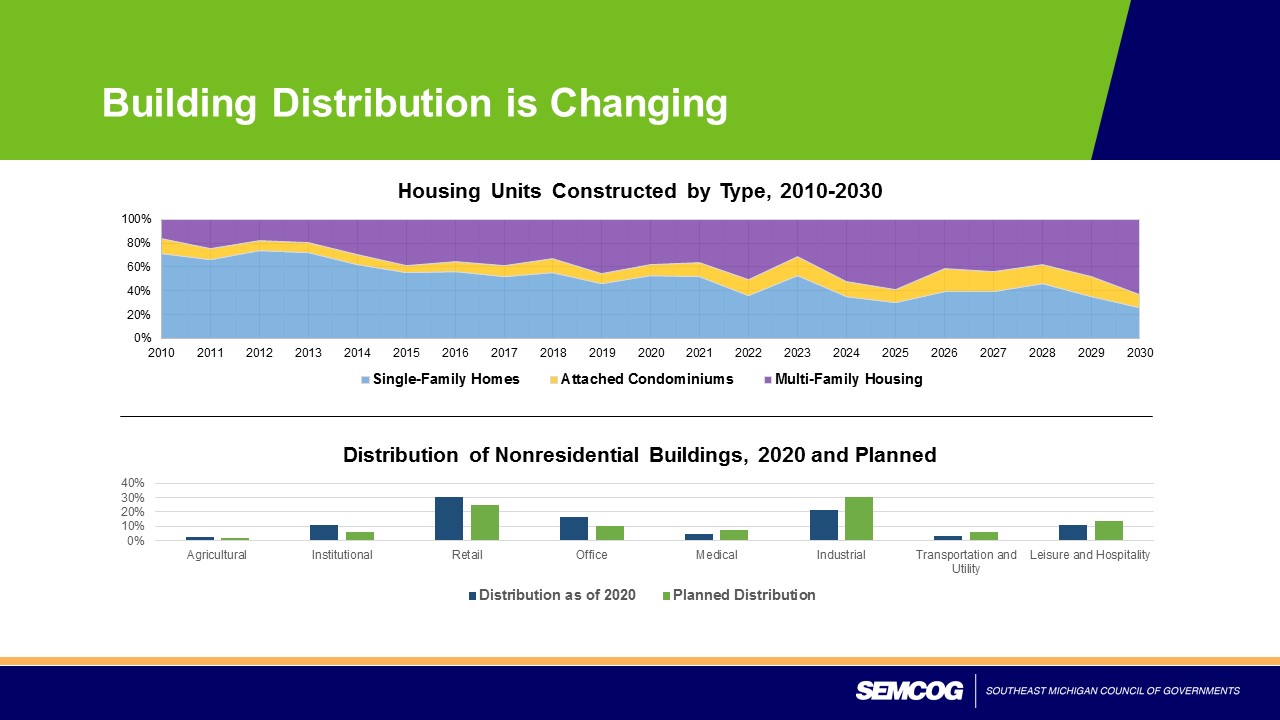 Building Distribution is Changing
Housing Units Constructed by Type, 2010-2030
100%
80%
60%
40%
20%
0%
2010 2011 2012 2013 2014 2015 2016 2017 2018 2019 2020 2021 2022 2023 2024 2025 2026 2027 2028 2029 2030
Single-Family Homes Attached Condominiums Multi-Family Housing
Distribution of Nonresidential Buildings, 2020 and Planned
40%
30%
20%
10%
0%
Agricultural Institutional Retail Office Medical Industrial Transportation and Leisure and Hospitality
Utility
Distribution as of 2020 Planned Distribution
SEMCOG SOUTHEAST MICHIGAN COUNCIL OF GOVERNMENTS